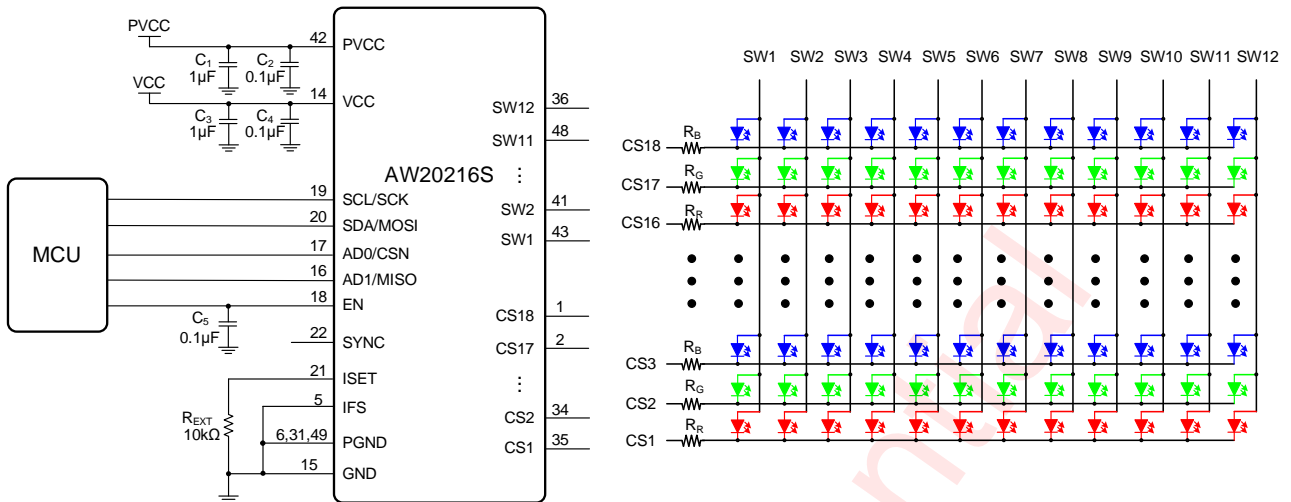 PVCC
42
PVCC
C1
1µF
C2
0.1µF
VCC
14
VCC
C3
1µF
C4
0.1µF
AW20216S
MCU
19
SCL/SCK
20
SDA/MOSI
17
AD0/CSN
16
AD1/MISO
18
EN
C5
0.1µF
22
SYNC
21
ISET
5
IFS
REXT
10kΩ
6,31,49
PGND
15
GND
SW12
36
SW11
48
SW2
41
SW1
43
CS18
1
CS17
2
CS2
34
CS1
35
SW1 SW2 SW3 SW4 SW5 SW6 SW7 SW8 SW9 SW10 SW11 SW12
CS18 RB
CS17 RG
CS16 RR
CS3 RB
CS2 RG
CS1 RR